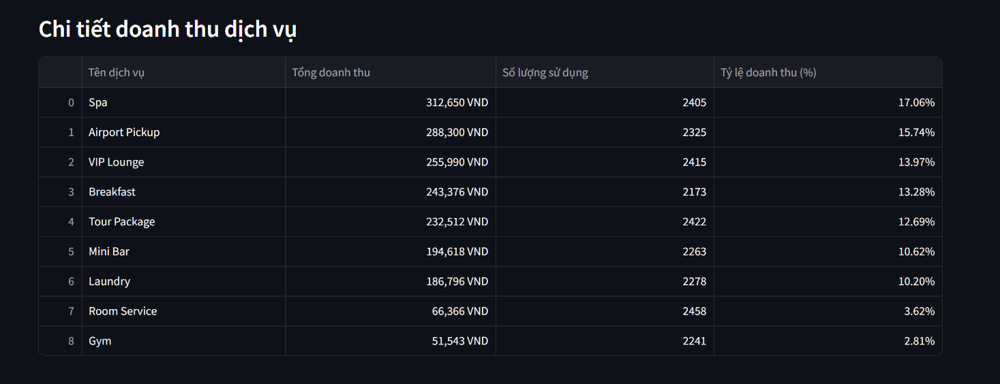 Chi tiết doanh thu dịch vụ
Tên dịch vụ Tổng doanh thu Số lượng sử dụng Tỷ lệ doanh thu (%)
0 Spa 312,650 VND 2405 17.06%
1 Airport Pickup 288,300 VND 2325 15.74%
2 VIP Lounge 255,990 VND 2415 13.97%
3 Breakfast 243,376 VND 2173 13.28%
4 Tour Package 232,512 VND 2422 12.69%
5 Mini Bar 194,618 VND 2263 10.62%
6 Laundry 186,796 VND 2278 10.20%
7 Room Service 66,366 VND 2458 3.62%
8 Gym 51,543 VND 2241 2.81%